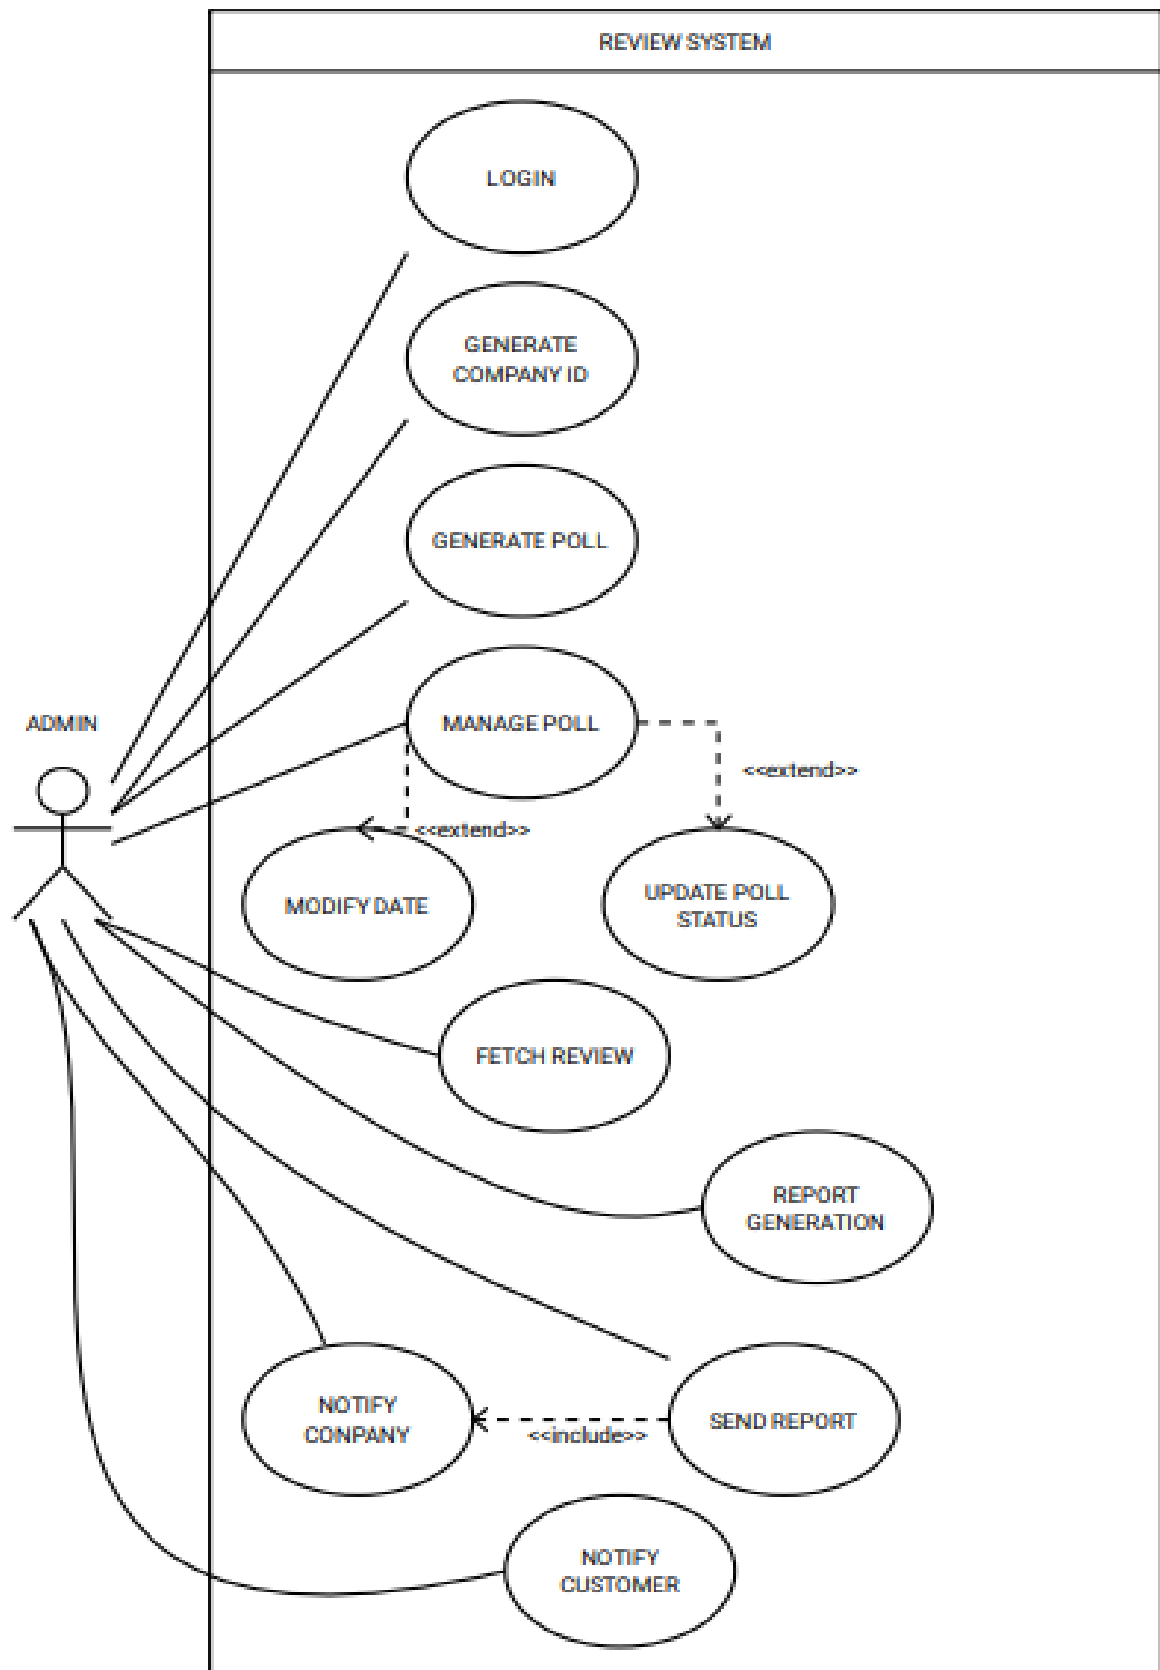 REVIEW SYSTEM
LOGIN
GENERATE
COMPANY ID
GENERATE POLL
ADMIN
MANAGE POLL
<<extend>>
<<extend>>
MODIFY DATE
UPDATE POLL
STATUS
FETCH REVIEW
REPORT
GENERATION
NOTIFY
CONPANY
<<include>>
SEND REPORT
NOTIFY
CUSTOMER